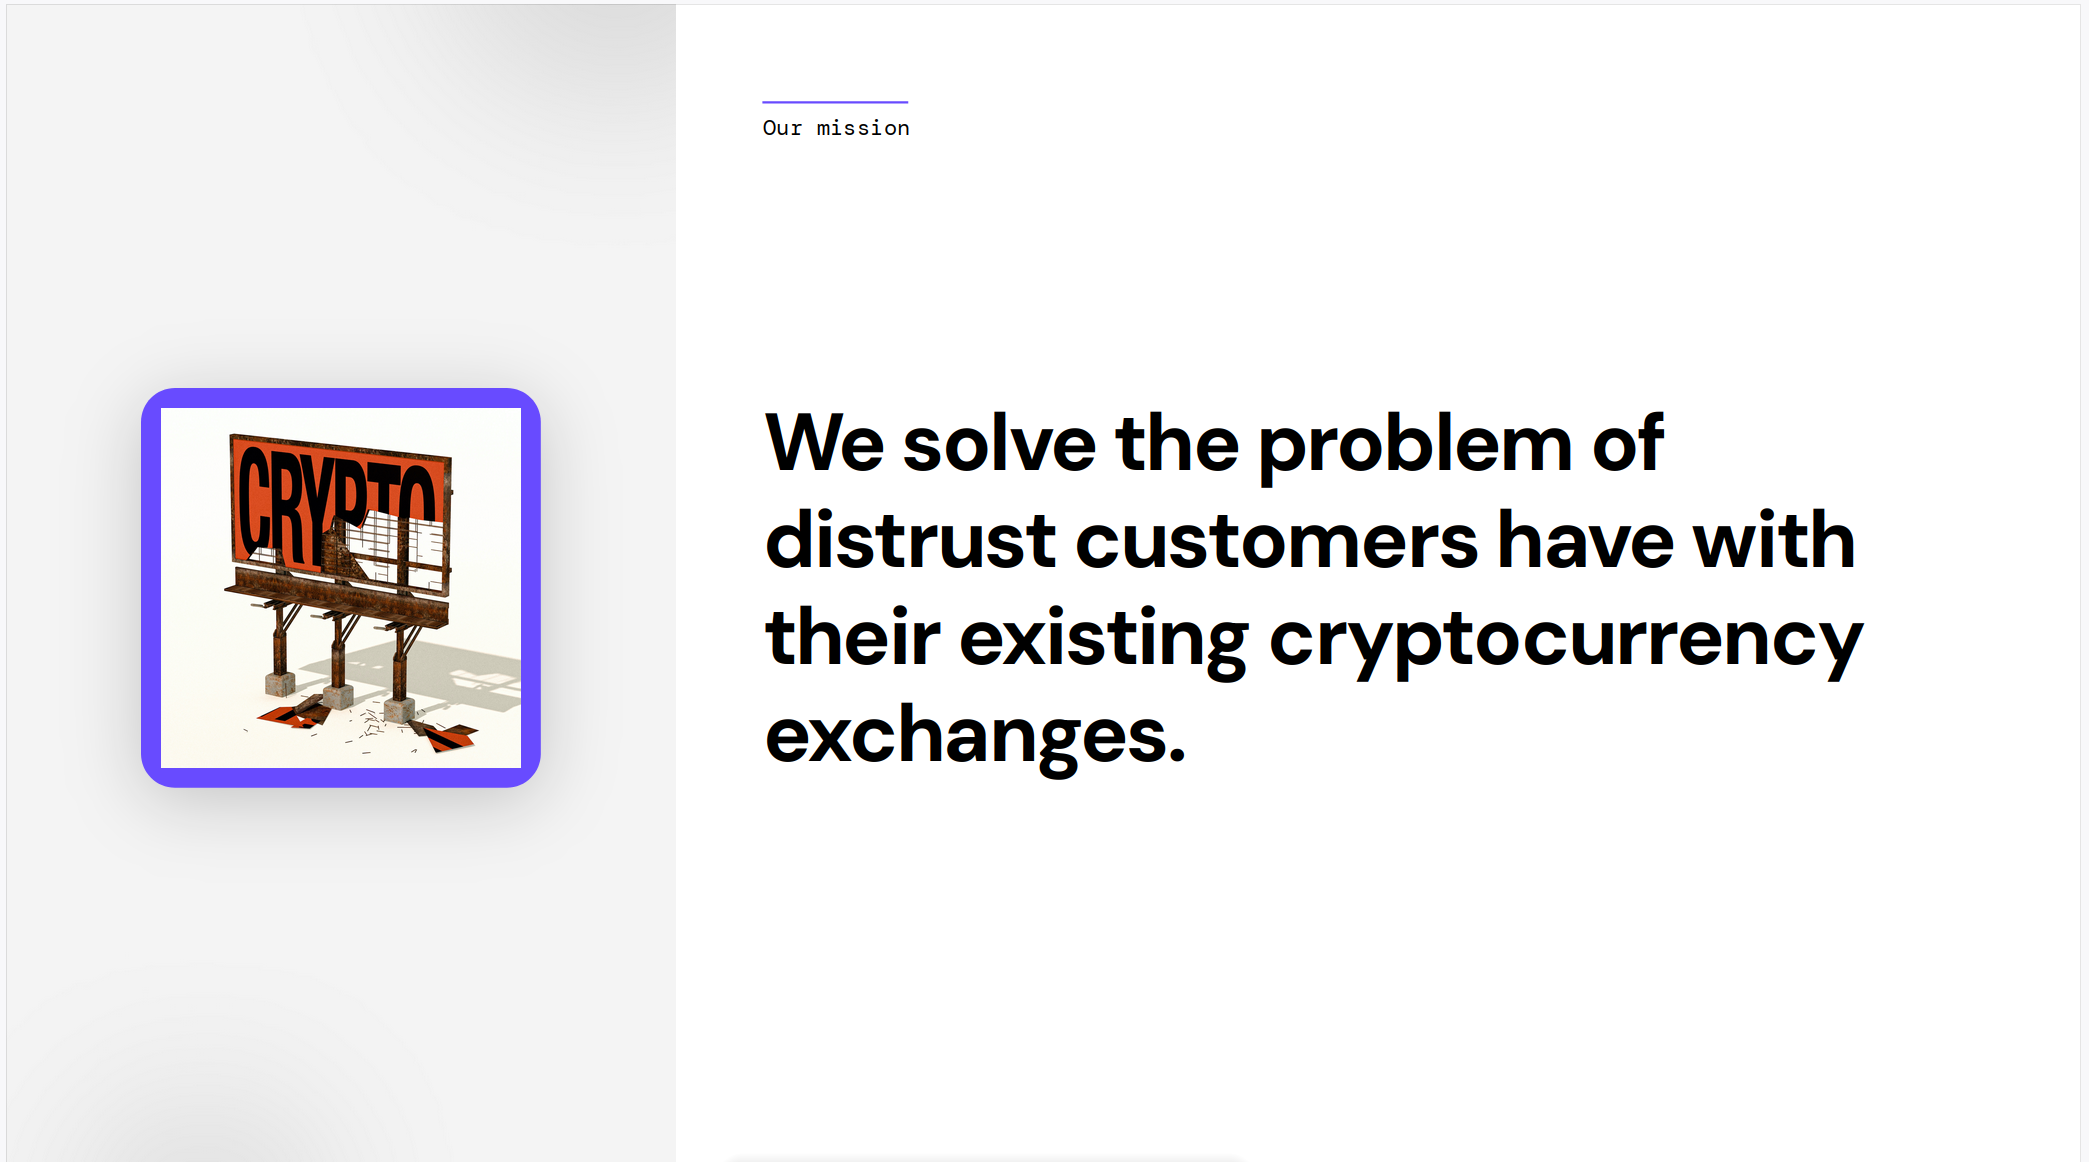 Our mission
CRYPTO
We solve the problem of
distrust customers have with
their existing cryptocurrency
exchanges.